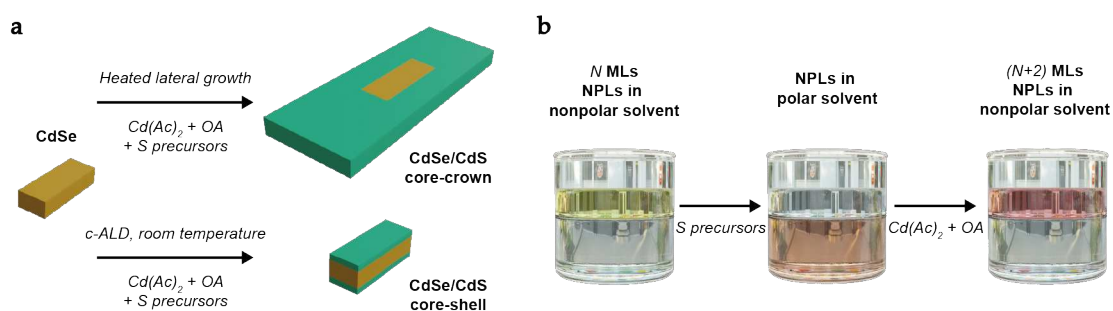 a
Heated lateral growth
Cd(Ac)₂ + OA
+ S precursors
CdSe
CdSe/CdS
core-crown
c-ALD, room temperature
Cd(Ac)₂ + OA
+ S precursors
CdSe/CdS
core-shell
b
N MLs
NPLs in
nonpolar solvent
S precursors
NPLs in
polar solvent
Cd(Ac)₂ + OA
(N+2) MLs
NPLs in
nonpolar solvent